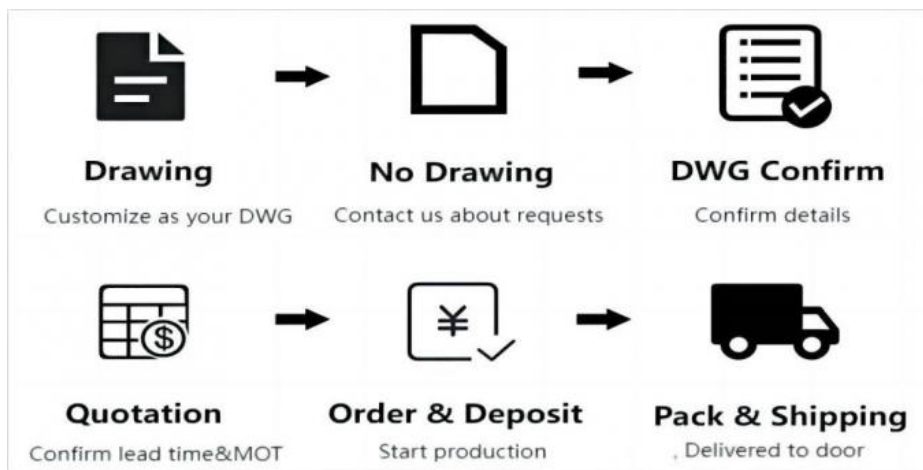 Drawing
No Drawing
DWG Confirm
Customize as your DWG
Contact us about requests
Confirm details
$
¥
Quotation
Order & Deposit
Pack & Shipping
Confirm lead time&MOT
Start production
, Delivered to door